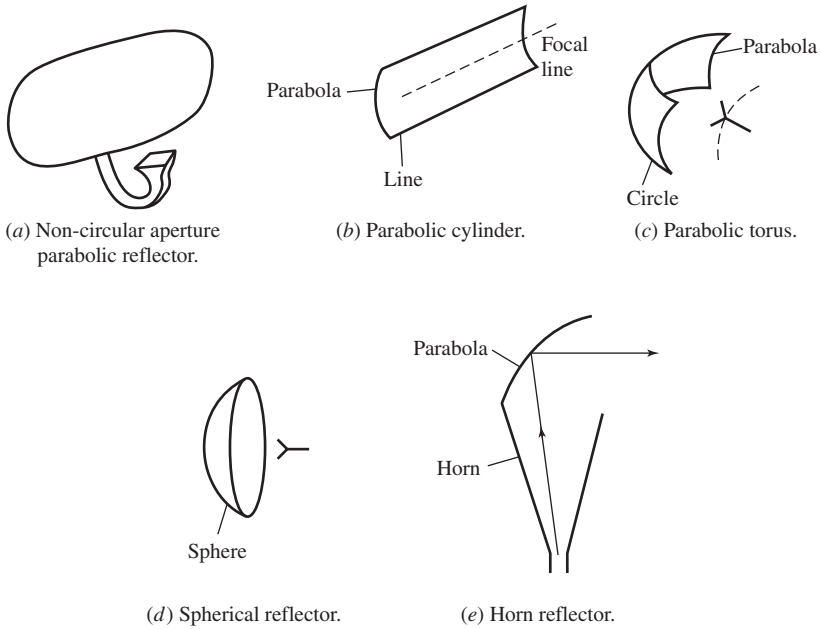 Parabola
Line
Focal
line
Parabola
Circle
(a) Non-circular aperture
parabolic reflector.
(b) Parabolic cylinder.
(c) Parabolic torus.
Sphere
Parabola
Horn
(d) Spherical reflector.
(e) Horn reflector.